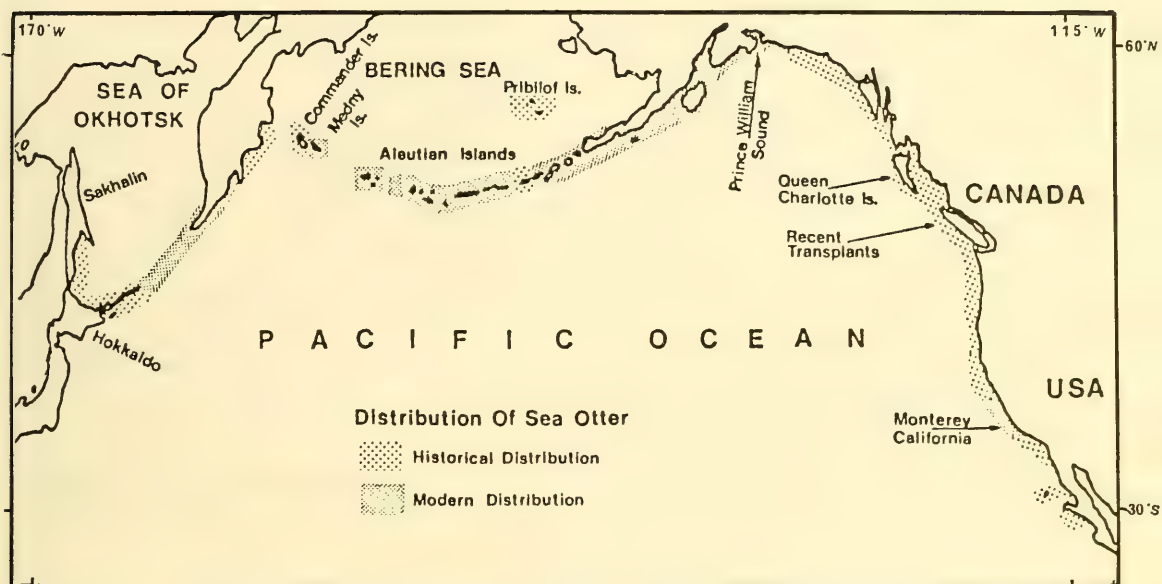 170°W
115°W
60°N
Commander Is.
Medny Is.
BERING SEA
Pribilof Is.
SEA OF
OKHOTSK
Aleutian Islands
Sakhalin
Prince William
Sound
Queen
Charlotte Is.
CANADA
Recent
Transplants
Hokkaido
PACIFIC OCEAN
USA
Distribution Of Sea Otter
Monterey
California
Historical Distribution
Modern Distribution
30°S